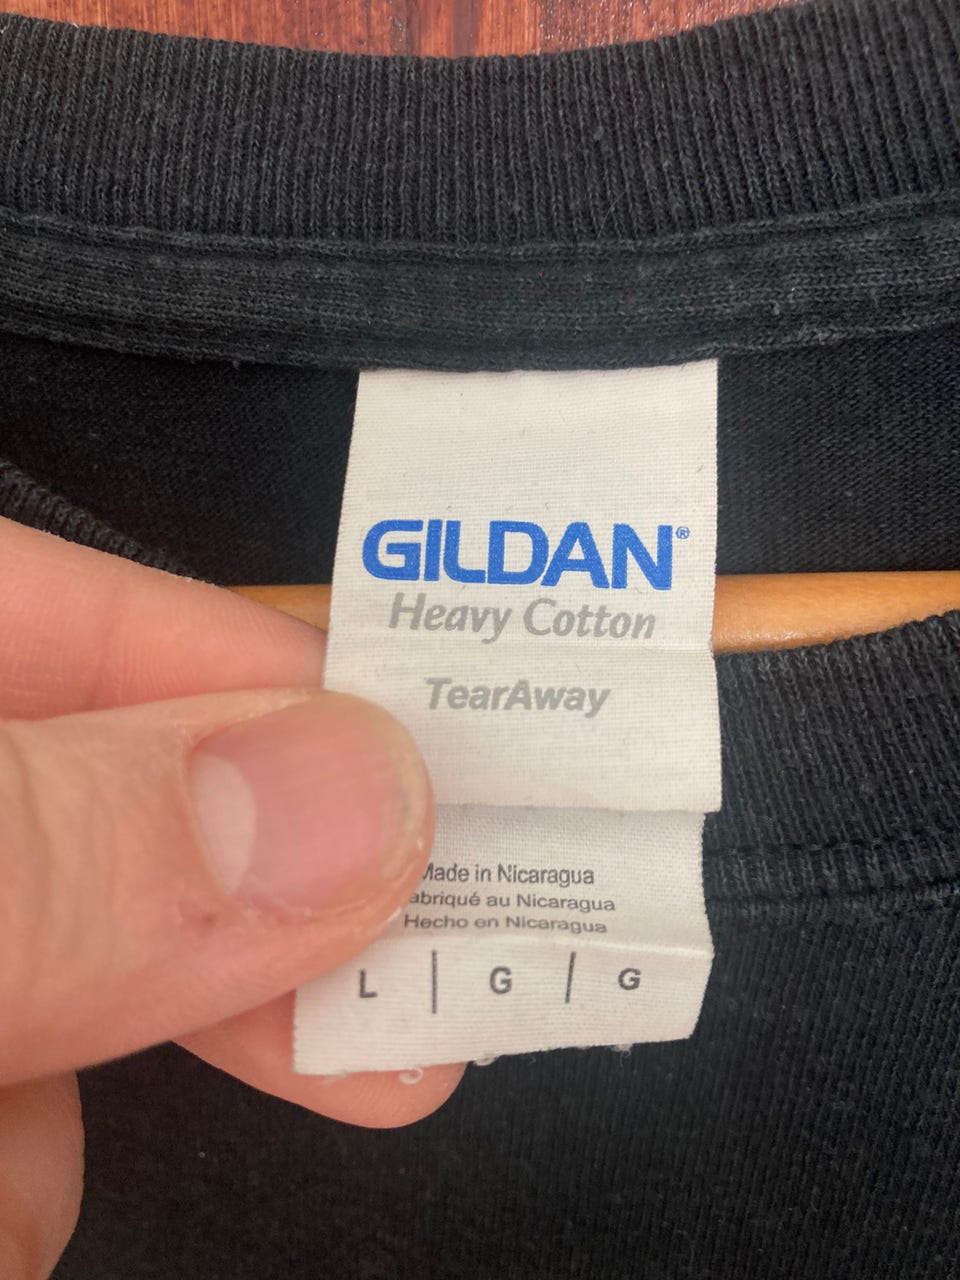 GILDAN®
Heavy Cotton
TearAway
Made in Nicaragua
abriqué au Nicaragua
Hecho en Nicaragua
L | G | G